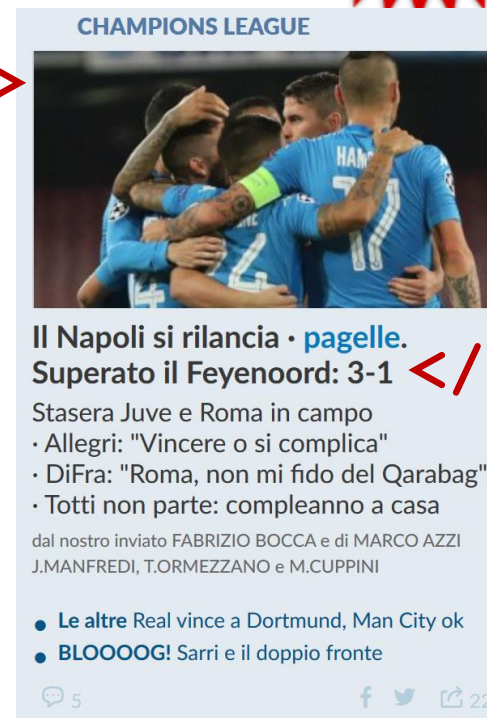 CHAMPIONS LEAGUE
HAM
17
Il Napoli si rilancia · pagelle.
Superato il Feyenoord: 3-1 </
Stasera Juve e Roma in campo
· Allegri: "Vincere o si complica"
· DiFra: "Roma, non mi fido del Qarabag"
· Totti non parte: compleanno a casa
dal nostro inviato FABRIZIO BOCCA e di MARCO AZZI
J.MANFREDI, T.ORMEZZANO e M.CUPPINI
● Le altre Real vince a Dortmund, Man City ok
● BLOOOOG! Sarri e il doppio fronte
5
22